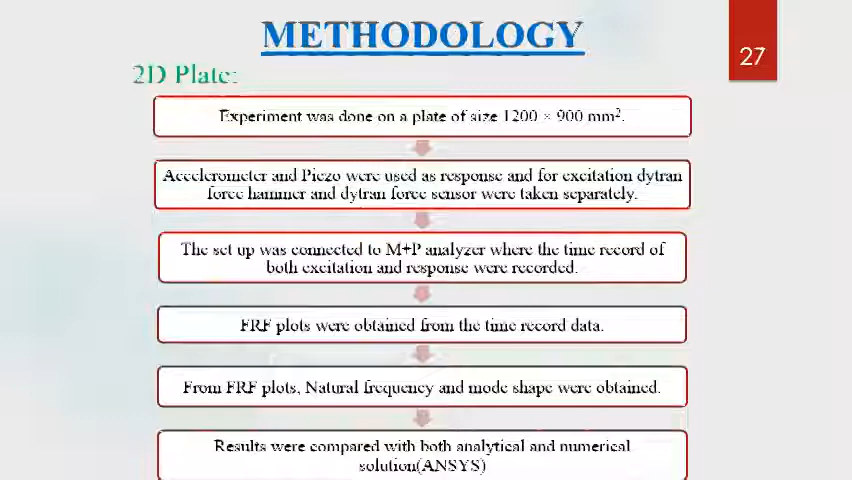 METHODOLOGY
27
2D Plate:
Experiment was done on a plate of size 1200 × 900 mm².
Accelerometer and Piezo were used as response and for excitation dytran
force hammer and dytran force sensor were taken separately.
The set up was connected to M+P analyzer where the time record of
both excitation and response were recorded.
FRF plots were obtained from the time record data.
From FRF plots, Natural frequency and mode shape were obtained.
Results were compared with both analytical and numerical
solution(ANSYS)